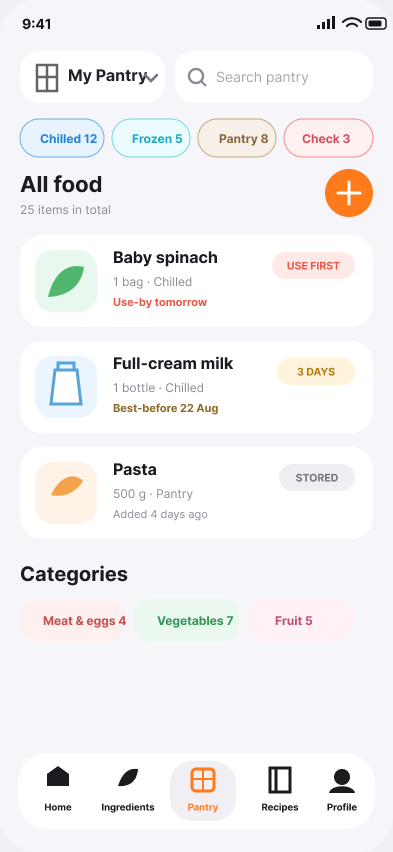 9:41
My Pantry
Search pantry
Chilled 12
Frozen 5
Pantry 8
Check 3
All food
25 items in total
Baby spinach
1 bag · Chilled
Use-by tomorrow
USE FIRST
Full-cream milk
1 bottle · Chilled
Best-before 22 Aug
3 DAYS
Pasta
500 g · Pantry
Added 4 days ago
STORED
Categories
Meat & eggs 4
Vegetables 7
Fruit 5
Home
Ingredients
Pantry
Recipes
Profile